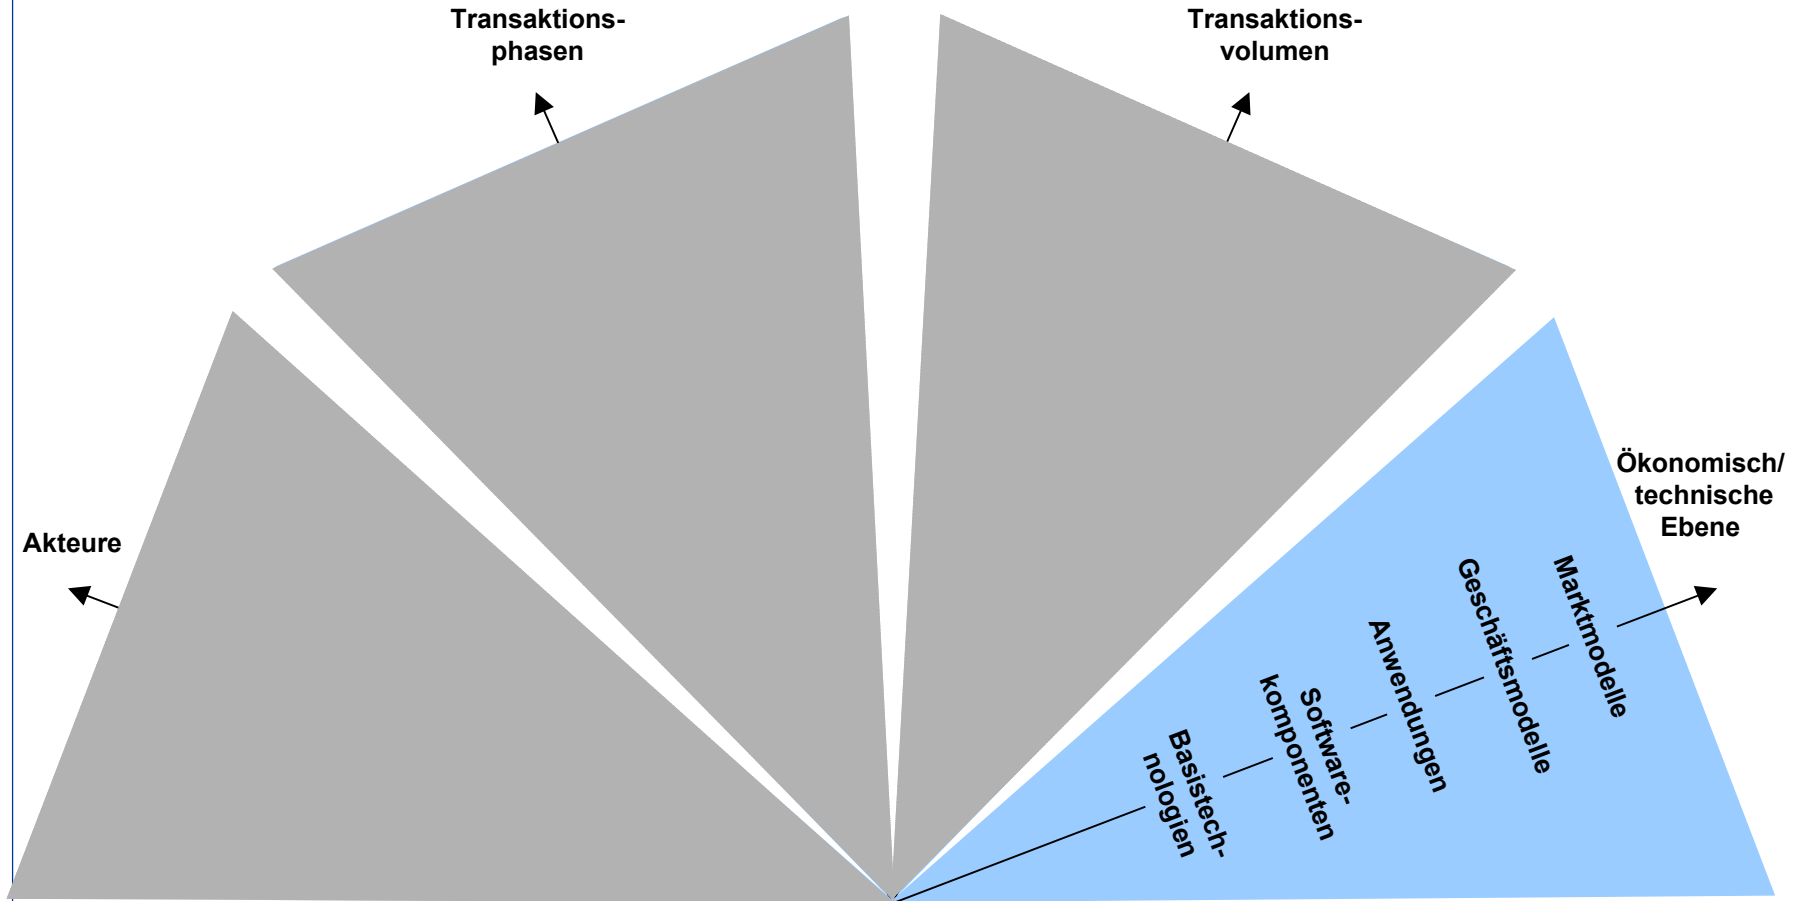 Transaktions-
phasen
Transaktions-
volumen
Akteure
Ökonomisch/
technische
Ebene
Basistech-
nologien
Software-
komponenten
Anwendungen
Geschäftsmodelle
Marktmodelle